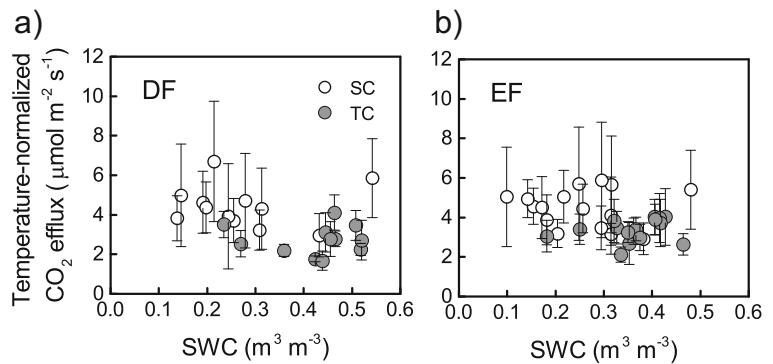 a)
b)
Temperature-normalized
CO2 efflux (μmol m−2 s−1)
12
10
8
6
4
2
0
DF
SC
TC
0.0 0.1 0.2 0.3 0.4 0.5 0.6
SWC (m3 m-3)
12
10
8
6
4
2
0
EF
0.0 0.1 0.2 0.3 0.4 0.5 0.6
SWC (m3 m-3)